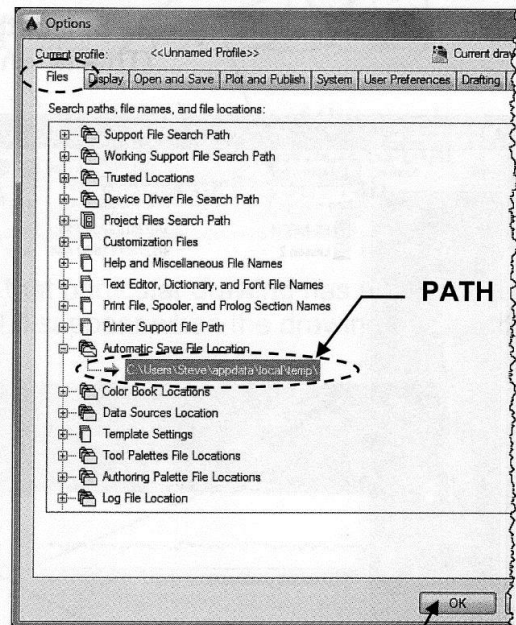 Options
Current profile: <<Unnamed Profile>> Current draw
Files Display Open and Save Plot and Publish System User Preferences Drafting
Search paths, file names, and file locations:
Support File Search Path
Working Support File Search Path
Trusted Locations
Device Driver File Search Path
Project Files Search Path
Customization Files
Help and Miscellaneous File Names
Text Editor, Dictionary, and Font File Names
Print File, Spooler, and Prolog Section Names
Printer Support File Path
PATH
Automatic Save File Location
C:\Users\Steve\appdata\local\temp\
Color Book Locations
Data Sources Location
Template Settings
Tool Palettes File Locations
Authoring Palette File Locations
Log File Location
OK